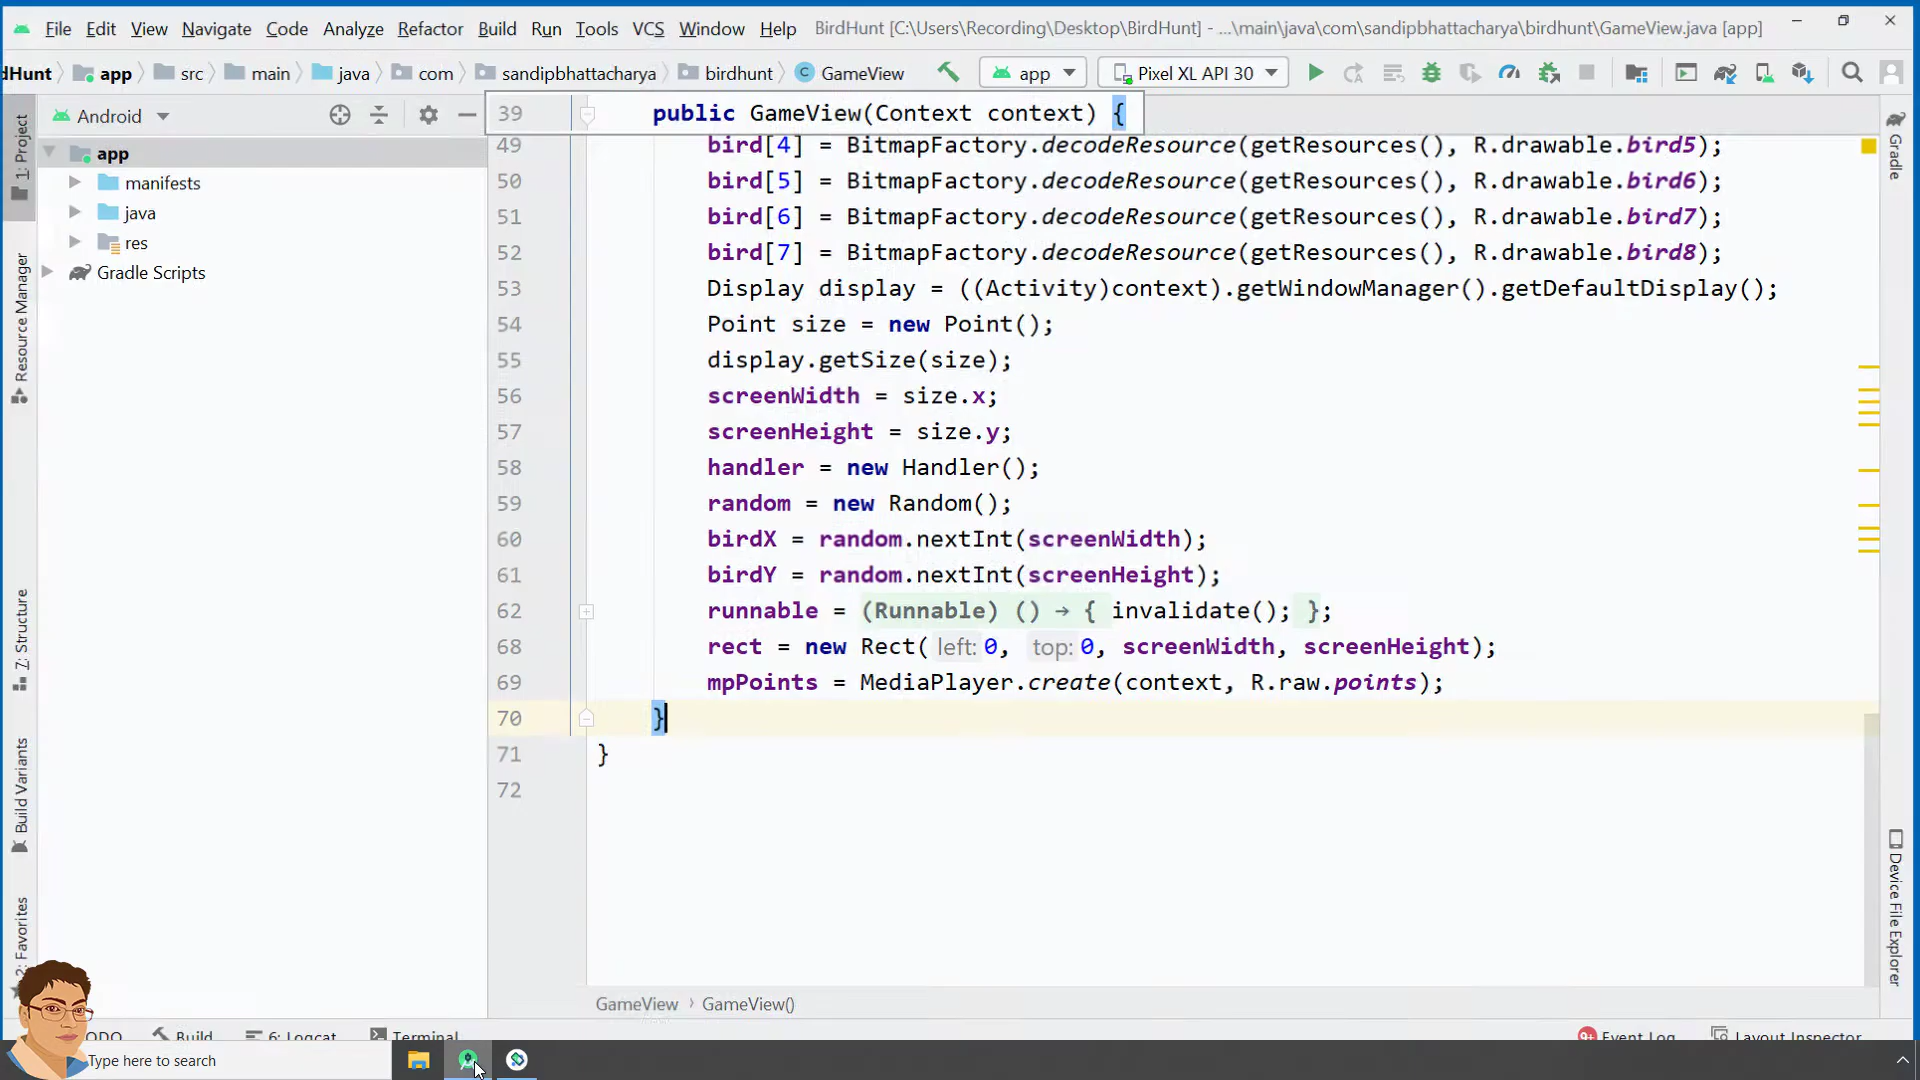 File Edit View Navigate Code Analyze Refactor Build Run Tools VCS Window Help BirdHunt [C:\Users\Recording\Desktop\BirdHunt] - ...\main\java\com\sandipbhattacharya\birdhunt\GameView.java [app]
dHunt app src main java com sandipbhattacharya birdhunt GameView app Pixel XL API 30
Android
39 public GameView(Context context) {
49 bird[4] = BitmapFactory.decodeResource(getResources(), R.drawable.bird5);
50 bird[5] = BitmapFactory.decodeResource(getResources(), R.drawable.bird6);
51 bird[6] = BitmapFactory.decodeResource(getResources(), R.drawable.bird7);
52 bird[7] = BitmapFactory.decodeResource(getResources(), R.drawable.bird8);
53 Display display = ((Activity)context).getWindowManager().getDefaultDisplay();
54 Point size = new Point();
55 display.getSize(size);
56 screenWidth = size.x;
57 screenHeight = size.y;
58 handler = new Handler();
59 random = new Random();
60 birdX = random.nextInt(screenWidth);
61 birdY = random.nextInt(screenHeight);
62 runnable = (Runnable) () → { invalidate(); };
68 rect = new Rect( left: 0, top: 0, screenWidth, screenHeight);
69 mpPoints = MediaPlayer.create(context, R.raw.points);
70 }
71 }
72
app
manifests
java
res
Gradle Scripts
1: Project
Resource Manager
7: Structure
Build Variants
2: Favorites
Gradle
Device File Explorer
GameView › GameView()
ODO Build 6: Logcat Terminal 9+ Event Log Layout Inspector
Type here to search